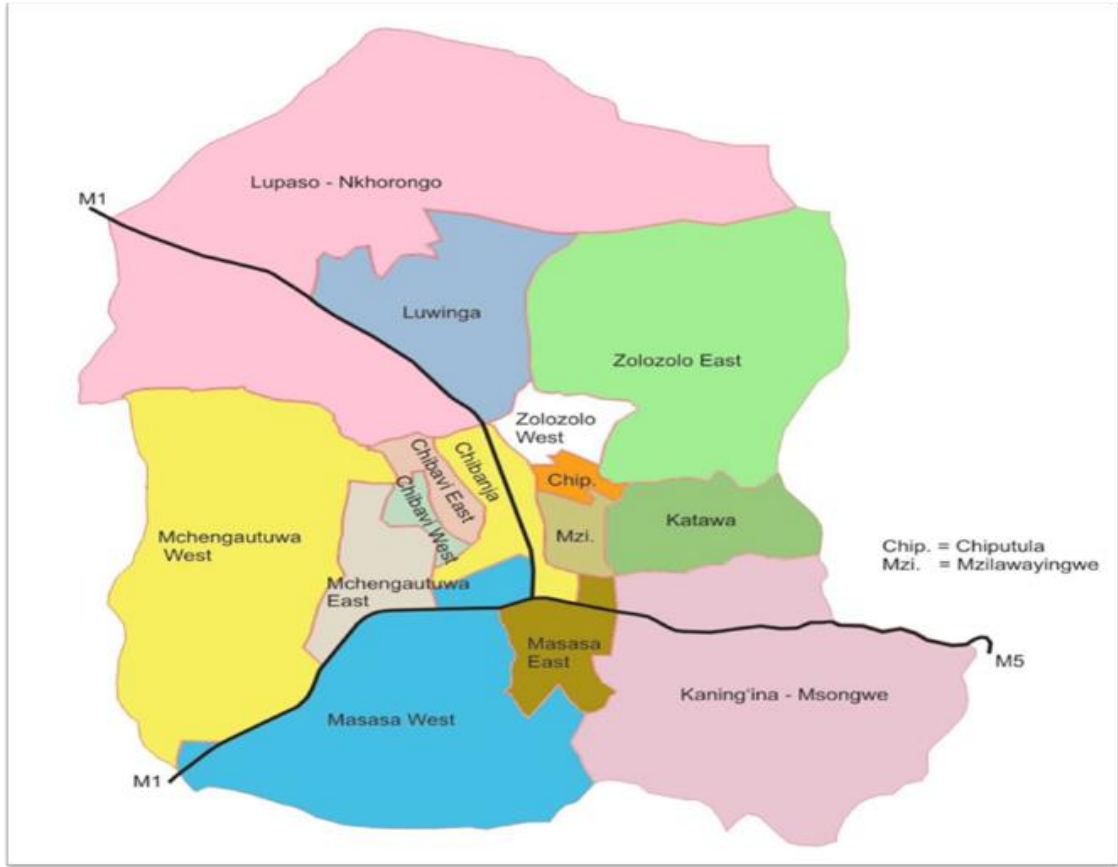 Lupaso - Nkhorongo
M1
Luwinga
Zolozolo East
Zolozolo
West
Chibavi East
Chibanja
Chip.
Chibavi West
Mzi.
Katawa
Mchengautuwa
West
Chip. = Chiputula
Mzi. = Mzilawayingwe
Mchengautuwa
East
Masasa
East
M5
Kaning'ina - Msongwe
Masasa West
M1